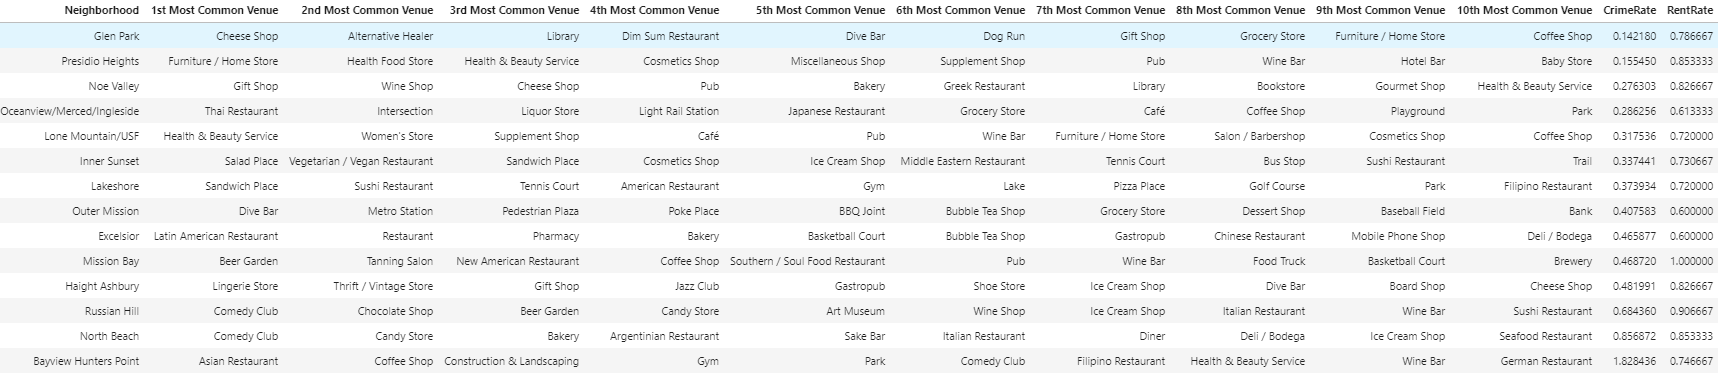 Neighborhood 1st Most Common Venue 2nd Most Common Venue 3rd Most Common Venue 4th Most Common Venue 5th Most Common Venue 6th Most Common Venue 7th Most Common Venue 8th Most Common Venue 9th Most Common Venue 10th Most Common Venue CrimeRate RentRate
Glen Park Cheese Shop Alternative Healer Library Dim Sum Restaurant Dive Bar Dog Run Gift Shop Grocery Store Furniture / Home Store Coffee Shop 0.142180 0.786667
Presidio Heights Furniture / Home Store Health Food Store Health & Beauty Service Cosmetics Shop Miscellaneous Shop Supplement Shop Pub Wine Bar Hotel Bar Baby Store 0.155450 0.853333
Noe Valley Gift Shop Wine Shop Cheese Shop Pub Bakery Greek Restaurant Library Bookstore Gourmet Shop Health & Beauty Service 0.276303 0.826667
Oceanview/Merced/Ingleside Thai Restaurant Intersection Liquor Store Light Rail Station Japanese Restaurant Grocery Store Café Coffee Shop Playground Park 0.286256 0.613333
Lone Mountain/USF Health & Beauty Service Women's Store Supplement Shop Café Pub Wine Bar Furniture / Home Store Salon / Barbershop Cosmetics Shop Coffee Shop 0.317536 0.720000
Inner Sunset Salad Place Vegetarian / Vegan Restaurant Sandwich Place Cosmetics Shop Ice Cream Shop Middle Eastern Restaurant Tennis Court Bus Stop Sushi Restaurant Trail 0.337441 0.730667
Lakeshore Sandwich Place Sushi Restaurant Tennis Court American Restaurant Gym Lake Pizza Place Golf Course Park Filipino Restaurant 0.373934 0.720000
Outer Mission Dive Bar Metro Station Pedestrian Plaza Poke Place BBQ Joint Bubble Tea Shop Grocery Store Dessert Shop Baseball Field Bank 0.407583 0.600000
Excelsior Latin American Restaurant Restaurant Pharmacy Bakery Basketball Court Bubble Tea Shop Gastropub Chinese Restaurant Mobile Phone Shop Deli / Bodega 0.465877 0.600000
Mission Bay Beer Garden Tanning Salon New American Restaurant Coffee Shop Southern / Soul Food Restaurant Pub Wine Bar Food Truck Basketball Court Brewery 0.468720 1.000000
Haight Ashbury Lingerie Store Thrift / Vintage Store Gift Shop Jazz Club Gastropub Shoe Store Ice Cream Shop Dive Bar Board Shop Cheese Shop 0.481991 0.826667
Russian Hill Comedy Club Chocolate Shop Beer Garden Candy Store Art Museum Wine Shop Ice Cream Shop Italian Restaurant Wine Bar Sushi Restaurant 0.684360 0.906667
North Beach Comedy Club Candy Store Bakery Argentinian Restaurant Sake Bar Italian Restaurant Diner Deli / Bodega Ice Cream Shop Seafood Restaurant 0.856872 0.853333
Bayview Hunters Point Asian Restaurant Coffee Shop Construction & Landscaping Gym Park Comedy Club Filipino Restaurant Health & Beauty Service Wine Bar German Restaurant 1.828436 0.746667